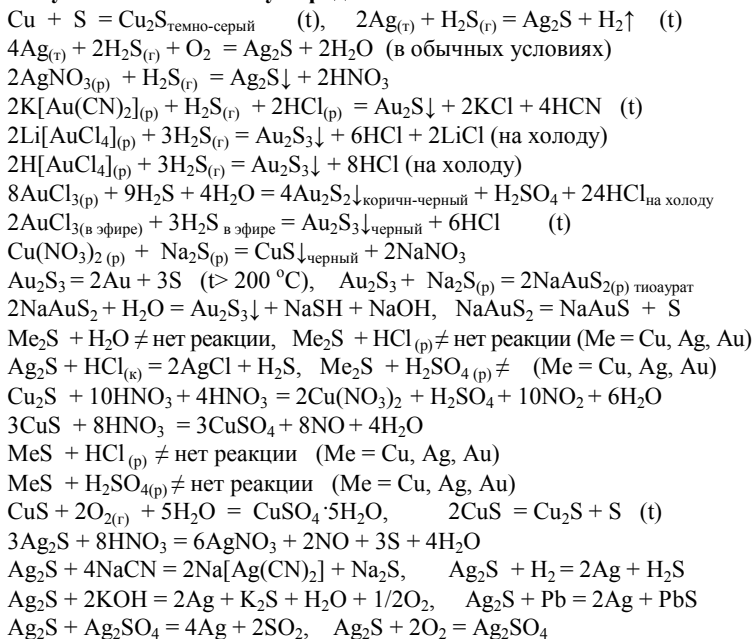 Cu + S = Cu₂S темно-серый (t), 2Ag(т) + H₂S(г) = Ag₂S + H₂↑ (t)
4Ag(т) + 2H₂S(г) + O₂ = Ag₂S + 2H₂O (в обычных условиях)
2AgNO₃(р) + H₂S(г) = Ag₂S↓ + 2HNO₃
2K[Au(CN)₂](р) + H₂S(г) + 2HCl(р) = Au₂S↓ + 2KCl + 4HCN (t)
2Li[AuCl₄](р) + 3H₂S(г) = Au₂S₃↓ + 6HCl + 2LiCl (на холоду)
2H[AuCl₄](р) + 3H₂S(г) = Au₂S₃↓ + 8HCl (на холоду)
8AuCl₃(р) + 9H₂S + 4H₂O = 4Au₂S₂↓коричн-черный + H₂SO₄ + 24HCl на холоду
2AuCl₃(в эфире) + 3H₂S в эфире = Au₂S₃↓черный + 6HCl (t)
Cu(NO₃)₂ (р) + Na₂S(р) = CuS↓черный + 2NaNO₃
Au₂S₃ = 2Au + 3S (t> 200 °C), Au₂S₃ + Na₂S(р) = 2NaAuS₂(р) тиоаурат
2NaAuS₂ + H₂O = Au₂S₃↓ + NaSH + NaOH, NaAuS₂ = NaAuS + S
Me₂S + H₂O ≠ нет реакции, Me₂S + HCl (р) ≠ нет реакции (Me = Cu, Ag, Au)
Ag₂S + HCl(к) = 2AgCl + H₂S, Me₂S + H₂SO₄ (р) ≠ (Me = Cu, Ag, Au)
Cu₂S + 10HNO₃ + 4HNO₃ = 2Cu(NO₃)₂ + H₂SO₄ + 10NO₂ + 6H₂O
3CuS + 8HNO₃ = 3CuSO₄ + 8NO + 4H₂O
MeS + HCl (р) ≠ нет реакции (Me = Cu, Ag, Au)
MeS + H₂SO₄(р) ≠ нет реакции (Me = Cu, Ag, Au)
CuS + 2O₂(г) + 5H₂O = CuSO₄·5H₂O, 2CuS = Cu₂S + S (t)
3Ag₂S + 8HNO₃ = 6AgNO₃ + 2NO + 3S + 4H₂O
Ag₂S + 4NaCN = 2Na[Ag(CN)₂] + Na₂S, Ag₂S + H₂ = 2Ag + H₂S
Ag₂S + 2KOH = 2Ag + K₂S + H₂O + 1/2O₂, Ag₂S + Pb = 2Ag + PbS
Ag₂S + Ag₂SO₄ = 4Ag + 2SO₂, Ag₂S + 2O₂ = Ag₂SO₄